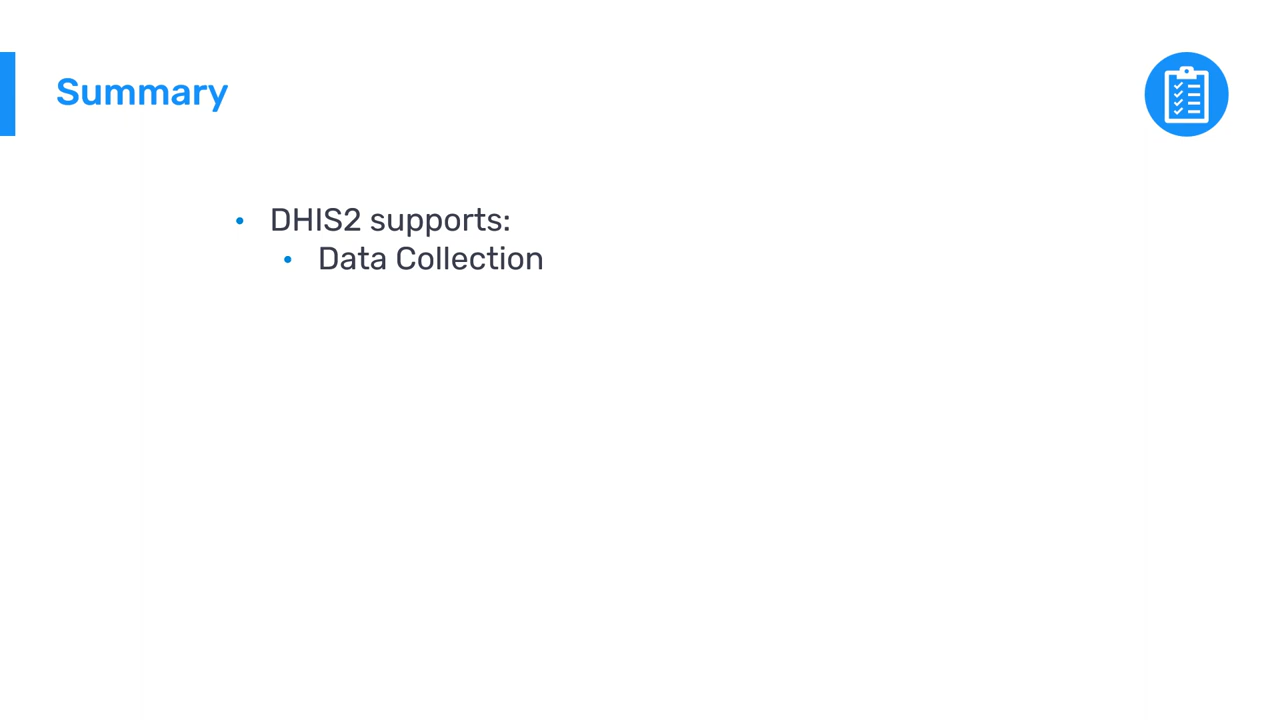 Summary
• DHIS2 supports:
• Data Collection